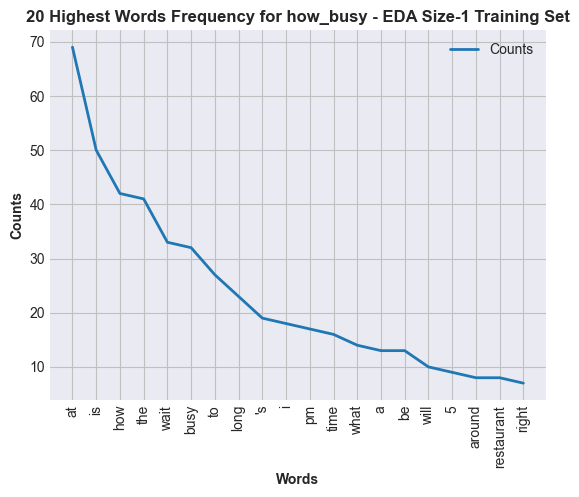 20 Highest Words Frequency for how_busy - EDA Size-1 Training Set
Counts
70
60
50
40
30
20
10
Counts
at
is
how
the
wait
busy
to
long
's
i
pm
time
what
a
be
will
5
around
restaurant
right
Words